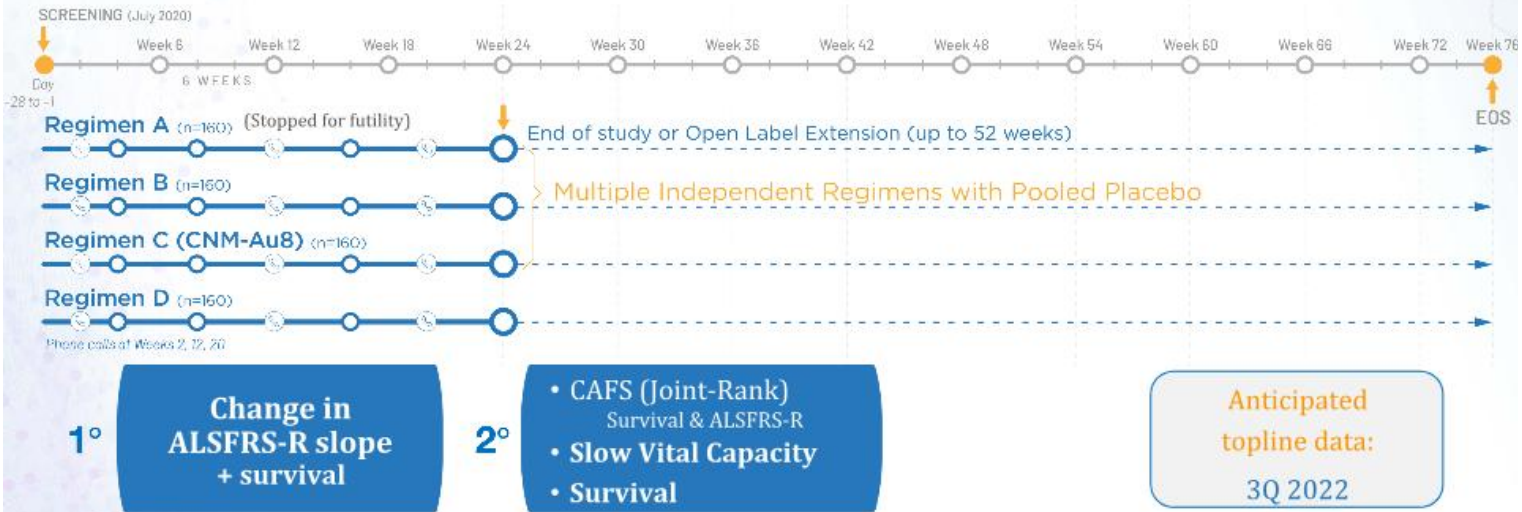 SCREENING (July 2020)
Week 6 Week 12 Week 18 Week 24 Week 30 Week 36 Week 42 Week 48 Week 54 Week 60 Week 66 Week 72 Week 76
Day
-28 to -1
6 WEEKS
EOS
Regimen A (n=160) (Stopped for futility)
End of study or Open Label Extension (up to 52 weeks)
Regimen B (n=160)
Multiple Independent Regimens with Pooled Placebo
Regimen C (CNM-Au8) (n=160)
Regimen D (n=160)
Phone calls at Weeks 2, 12, 20
1°
Change in
ALSFRS-R slope
+ survival
2°
• CAFS (Joint-Rank)
Survival & ALSFRS-R
• Slow Vital Capacity
• Survival
Anticipated
topline data:
3Q 2022